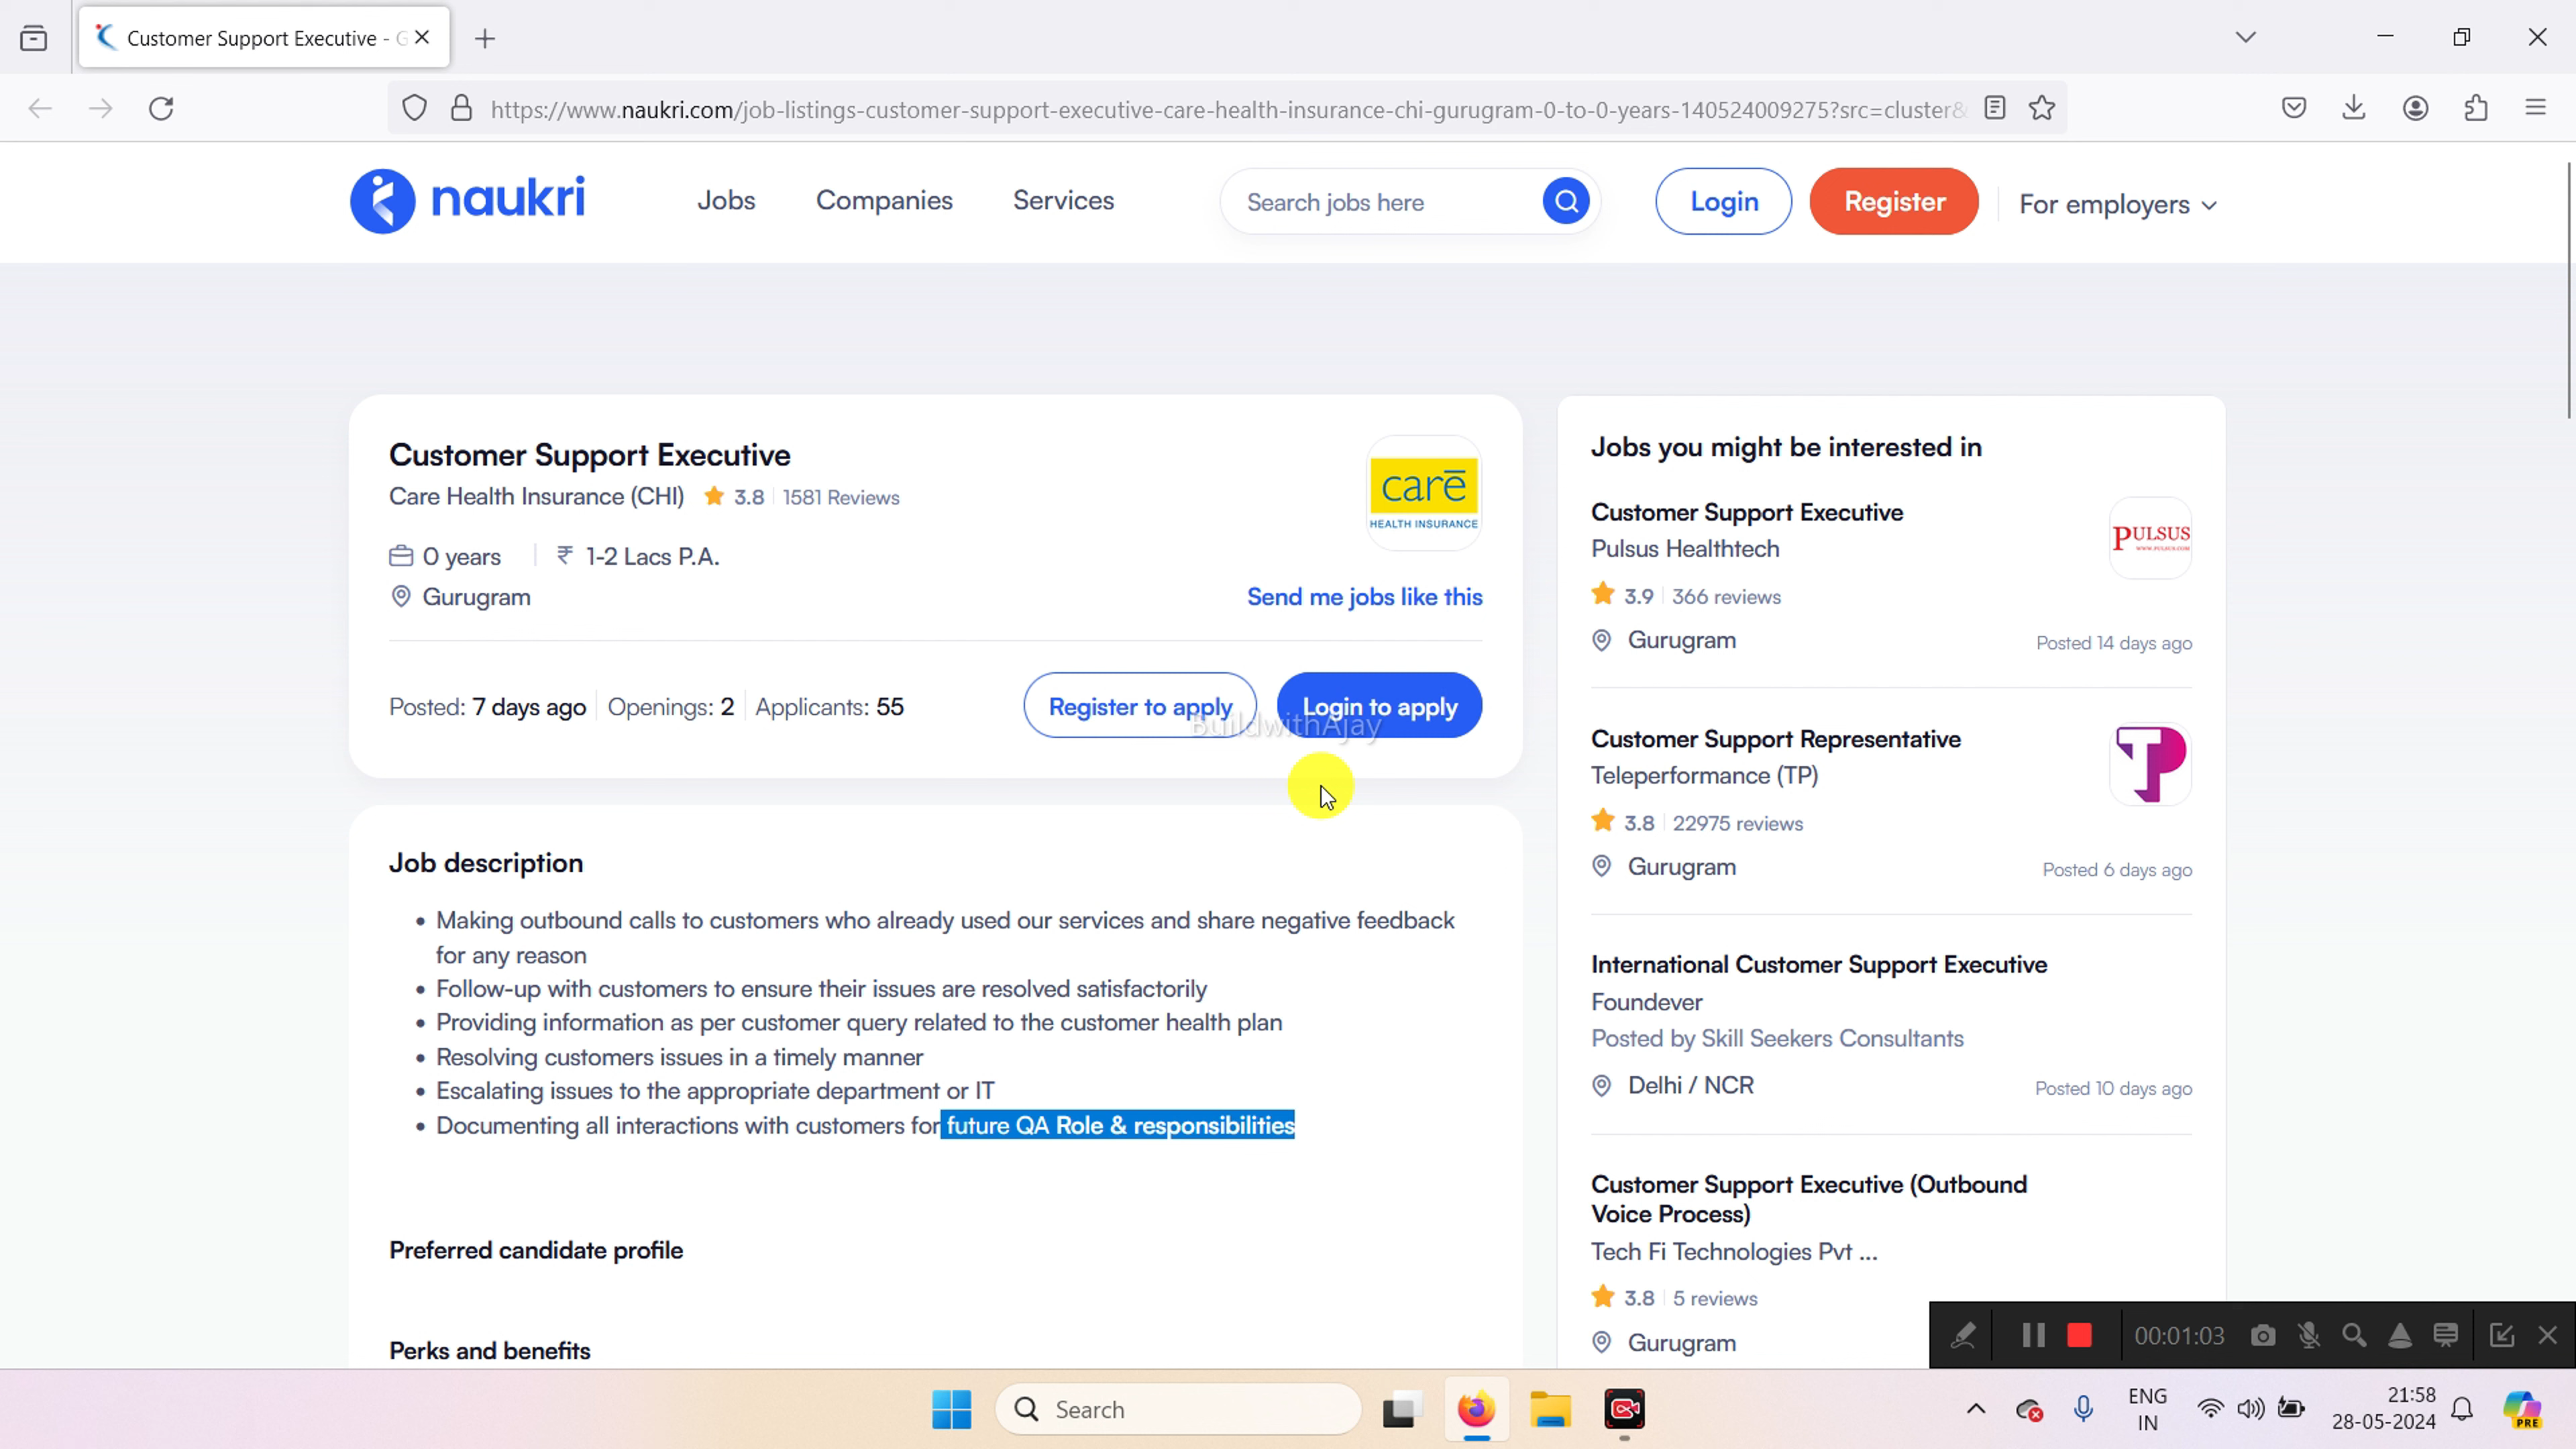 Customer Support Executive - G
https://www.naukri.com/job-listings-customer-support-executive-care-health-insurance-chi-gurugram-0-to-0-years-140524009275?src=cluster&
naukri
Jobs
Companies
Services
Search jobs here
Login
Register
For employers
Customer Support Executive
Care Health Insurance (CHI) 3.8 1581 Reviews
carē
HEALTH INSURANCE
0 years ₹ 1-2 Lacs P.A.
Gurugram
Send me jobs like this
Posted: 7 days ago Openings: 2 Applicants: 55
Register to apply
Login to apply
BuildwithAjay
Job description
• Making outbound calls to customers who already used our services and share negative feedback
for any reason
• Follow-up with customers to ensure their issues are resolved satisfactorily
• Providing information as per customer query related to the customer health plan
• Resolving customers issues in a timely manner
• Escalating issues to the appropriate department or IT
• Documenting all interactions with customers for future QA Role & responsibilities
Preferred candidate profile
Perks and benefits
Jobs you might be interested in
Customer Support Executive
Pulsus Healthtech
PULSUS
3.9 366 reviews
Gurugram
Posted 14 days ago
Customer Support Representative
Teleperformance (TP)
TP
3.8 22975 reviews
Gurugram
Posted 6 days ago
International Customer Support Executive
Foundever
Posted by Skill Seekers Consultants
Delhi / NCR
Posted 10 days ago
Customer Support Executive (Outbound
Voice Process)
Tech Fi Technologies Pvt ...
3.8 5 reviews
Gurugram
00:01:03
Search
ENG
IN
21:58
28-05-2024
PRE